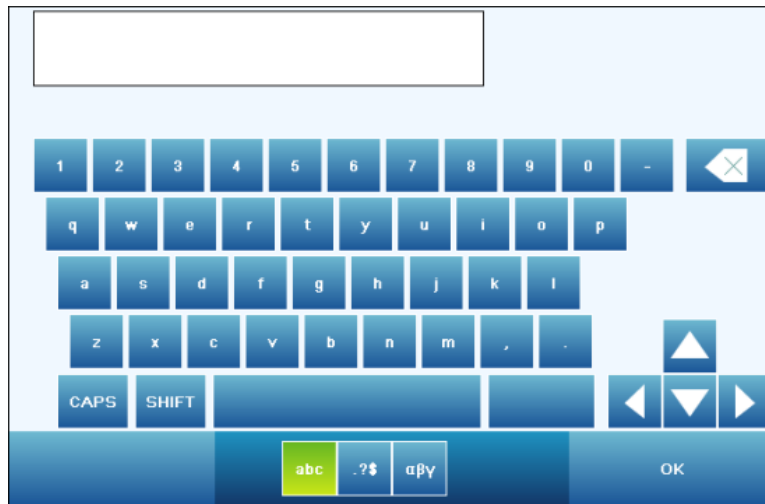 1 2 3 4 5 6 7 8 9 0 -
q w e r t y u i o p
a s d f g h j k l
z x c v b n m , .
CAPS SHIFT
abc .?$ αβγ OK